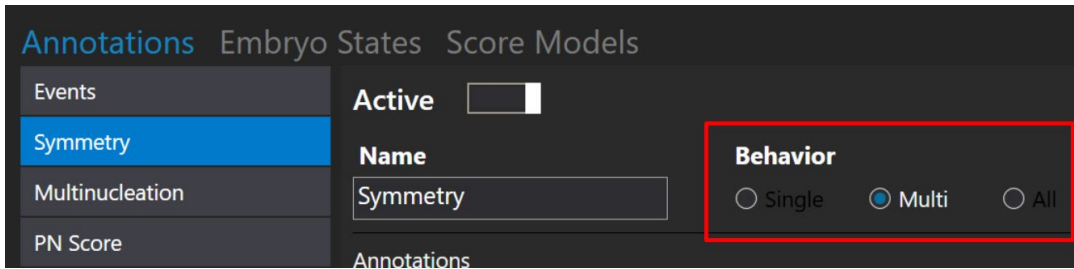 Annotations Embryo States Score Models
Events
Symmetry
Multinucleation
PN Score
Active
Name
Symmetry
Behavior
Single Multi All
Annotations